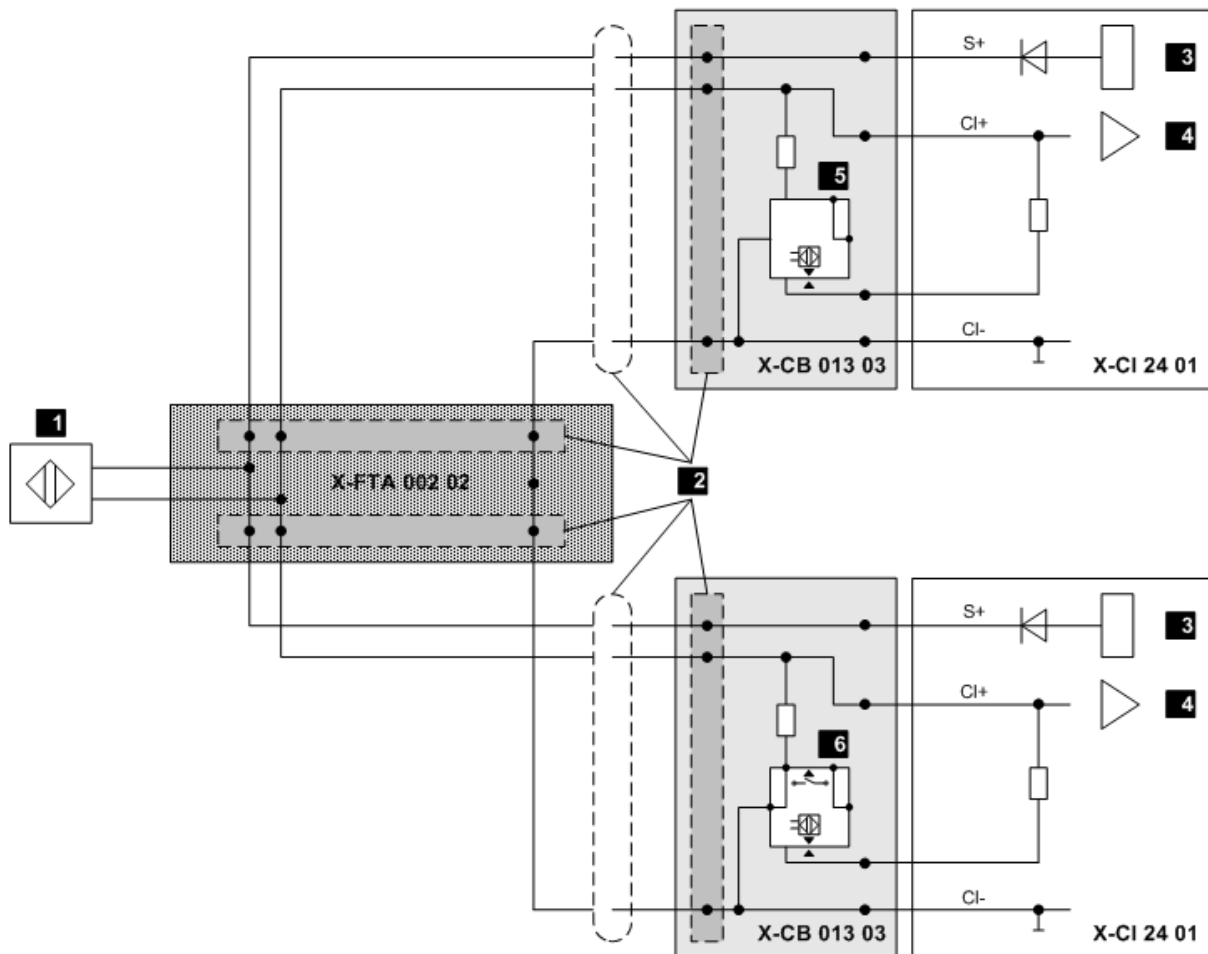 S+
3
CI+
4
5
CI-
X-CB 013 03
X-CI 24 01
1
X-FTA 002 02
2
S+
3
CI+
4
6
CI-
X-CB 013 03
X-CI 24 01